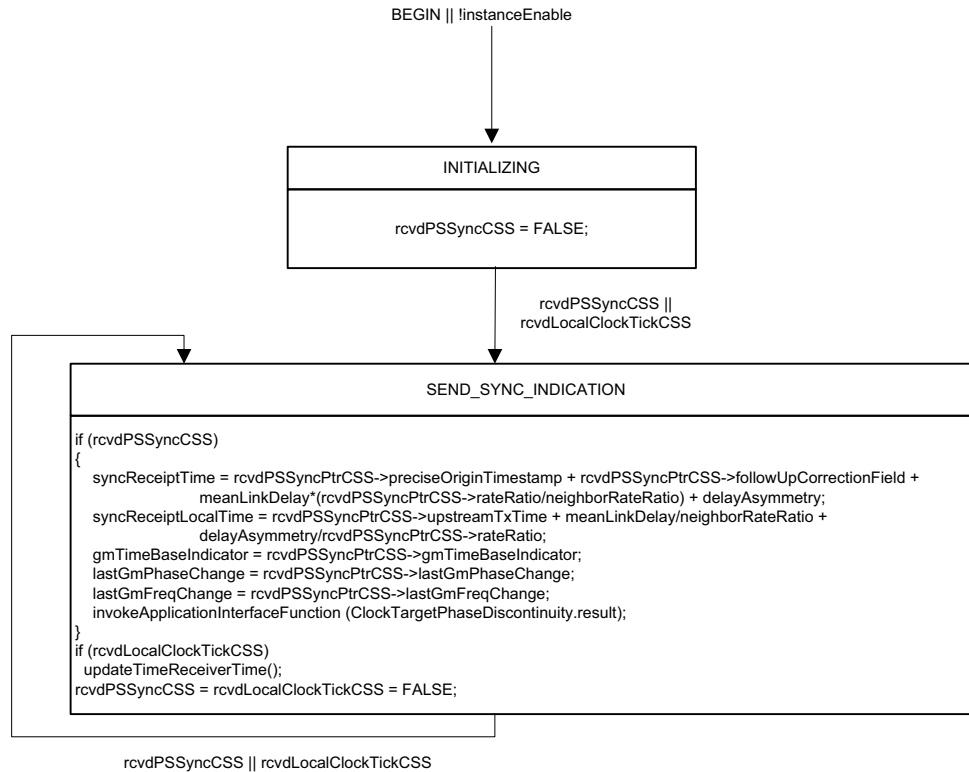 BEGIN || !instanceEnable
INITIALIZING
rcvdPSSyncCSS = FALSE;
rcvdPSSyncCSS ||
rcvdLocalClockTickCSS
SEND_SYNC_INDICATION
if (rcvdPSSyncCSS)
{
syncReceiptTime = rcvdPSSyncPtrCSS->preciseOriginTimestamp + rcvdPSSyncPtrCSS->followUpCorrectionField +
meanLinkDelay*(rcvdPSSyncPtrCSS->rateRatio/neighborRateRatio) + delayAsymmetry;
syncReceiptLocalTime = rcvdPSSyncPtrCSS->upstreamTxTime + meanLinkDelay/neighborRateRatio +
delayAsymmetry/rcvdPSSyncPtrCSS->rateRatio;
gmTimeBaseIndicator = rcvdPSSyncPtrCSS->gmTimeBaseIndicator;
lastGmPhaseChange = rcvdPSSyncPtrCSS->lastGmPhaseChange;
lastGmFreqChange = rcvdPSSyncPtrCSS->lastGmFreqChange;
invokeApplicationInterfaceFunction (ClockTargetPhaseDiscontinuity.result);
}
if (rcvdLocalClockTickCSS)
updateTimeReceiverTime();
rcvdPSSyncCSS = rcvdLocalClockTickCSS = FALSE;
rcvdPSSyncCSS || rcvdLocalClockTickCSS